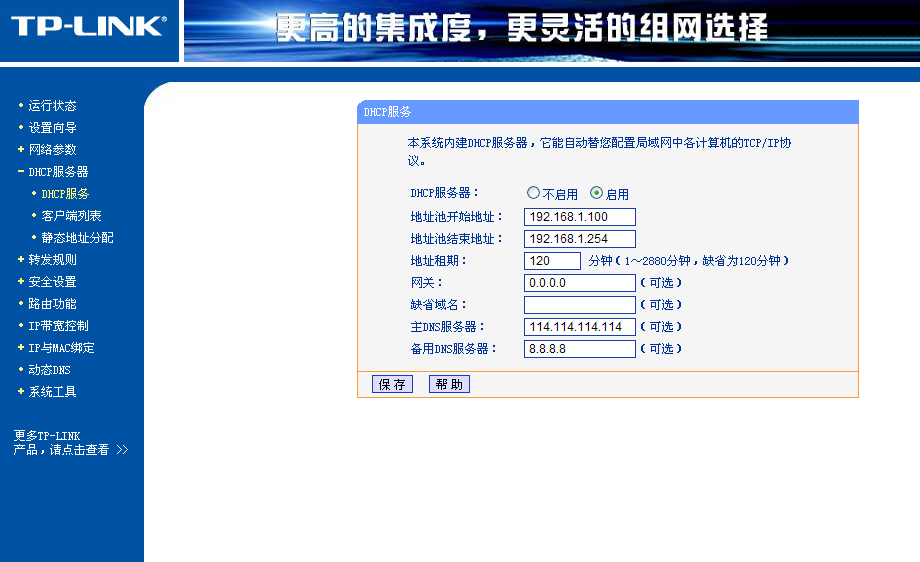 TP-LINK®
更高的集成度，更灵活的组网选择
运行状态
设置向导
网络参数
DHCP服务器
DHCP服务
客户端列表
静态地址分配
转发规则
安全设置
路由功能
IP带宽控制
IP与MAC绑定
动态DNS
系统工具
更多TP-LINK
产品，请点击查看 >>
DHCP服务
本系统内建DHCP服务器，它能自动替您配置局域网中各计算机的TCP/IP协
议。
DHCP服务器： 不启用 启用
地址池开始地址： 192.168.1.100
地址池结束地址： 192.168.1.254
地址租期： 120 分钟（1～2880分钟，缺省为120分钟）
网关： 0.0.0.0 （可选）
缺省域名： （可选）
主DNS服务器： 114.114.114.114 （可选）
备用DNS服务器： 8.8.8.8 （可选）
保存 帮助